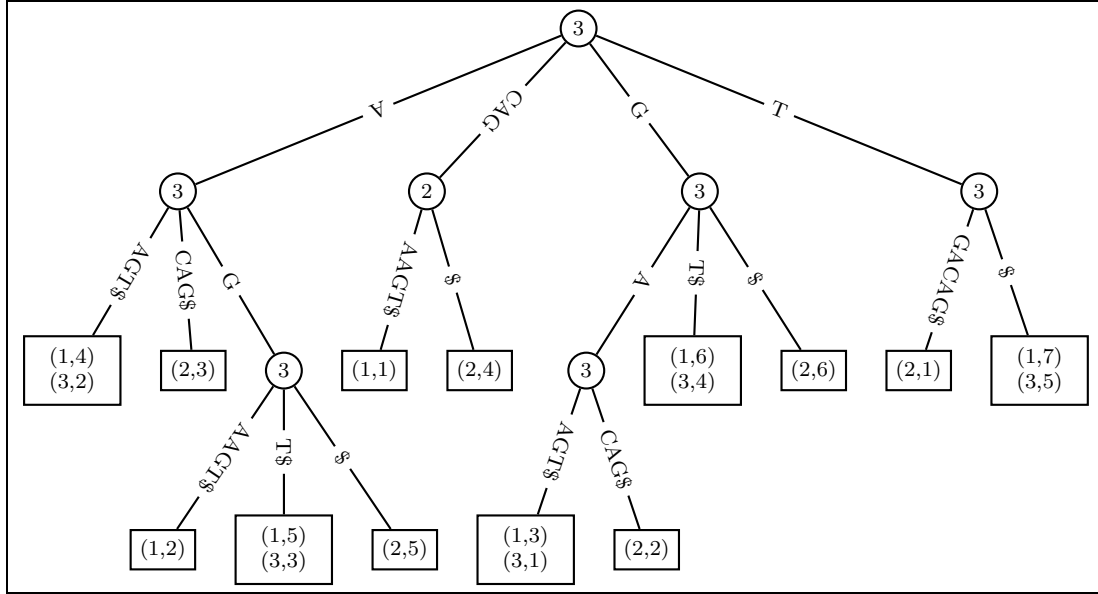 3
A
CAG
G
T
3
2
3
3
AGT$
CAG$
G
AAGT$
$
A
T$
$
GACAG$
$
(1,4)
(3,2)
(2,3)
3
(1,1)
(2,4)
3
(1,6)
(3,4)
(2,6)
(2,1)
(1,7)
(3,5)
AAGT$
T$
$
AGT$
CAG$
(1,2)
(1,5)
(3,3)
(2,5)
(1,3)
(3,1)
(2,2)